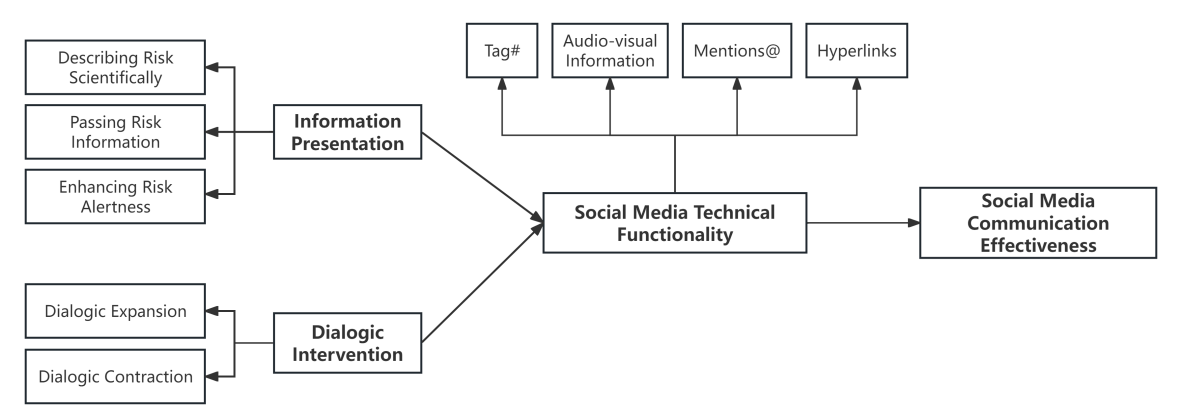 Describing Risk
Scientifically
Passing Risk
Information
Enhancing Risk
Alertness
Information
Presentation
Dialogic Expansion
Dialogic Contraction
Dialogic
Intervention
Tag#
Audio-visual
Information
Mentions@
Hyperlinks
Social Media Technical
Functionality
Social Media
Communication
Effectiveness